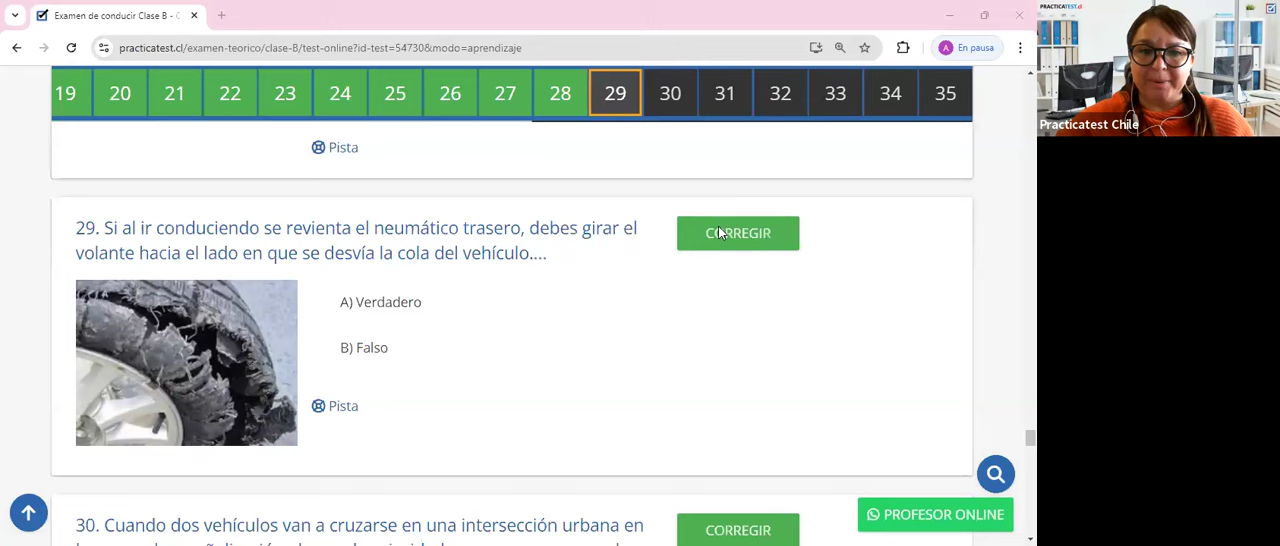 Examen de conducir Clase B - C
practicatest.cl/examen-teorico/clase-B/test-online?id-test=54730&modo=aprendizaje
En pausa
PRACTICATEST.CL
Practicatest Chile
19 20 21 22 23 24 25 26 27 28 29 30 31 32 33 34 35
Pista
29. Si al ir conduciendo se revienta el neumático trasero, debes girar el
volante hacia el lado en que se desvía la cola del vehículo....
CORREGIR
A) Verdadero
B) Falso
Pista
PROFESOR ONLINE
30. Cuando dos vehículos van a cruzarse en una intersección urbana en
CORREGIR